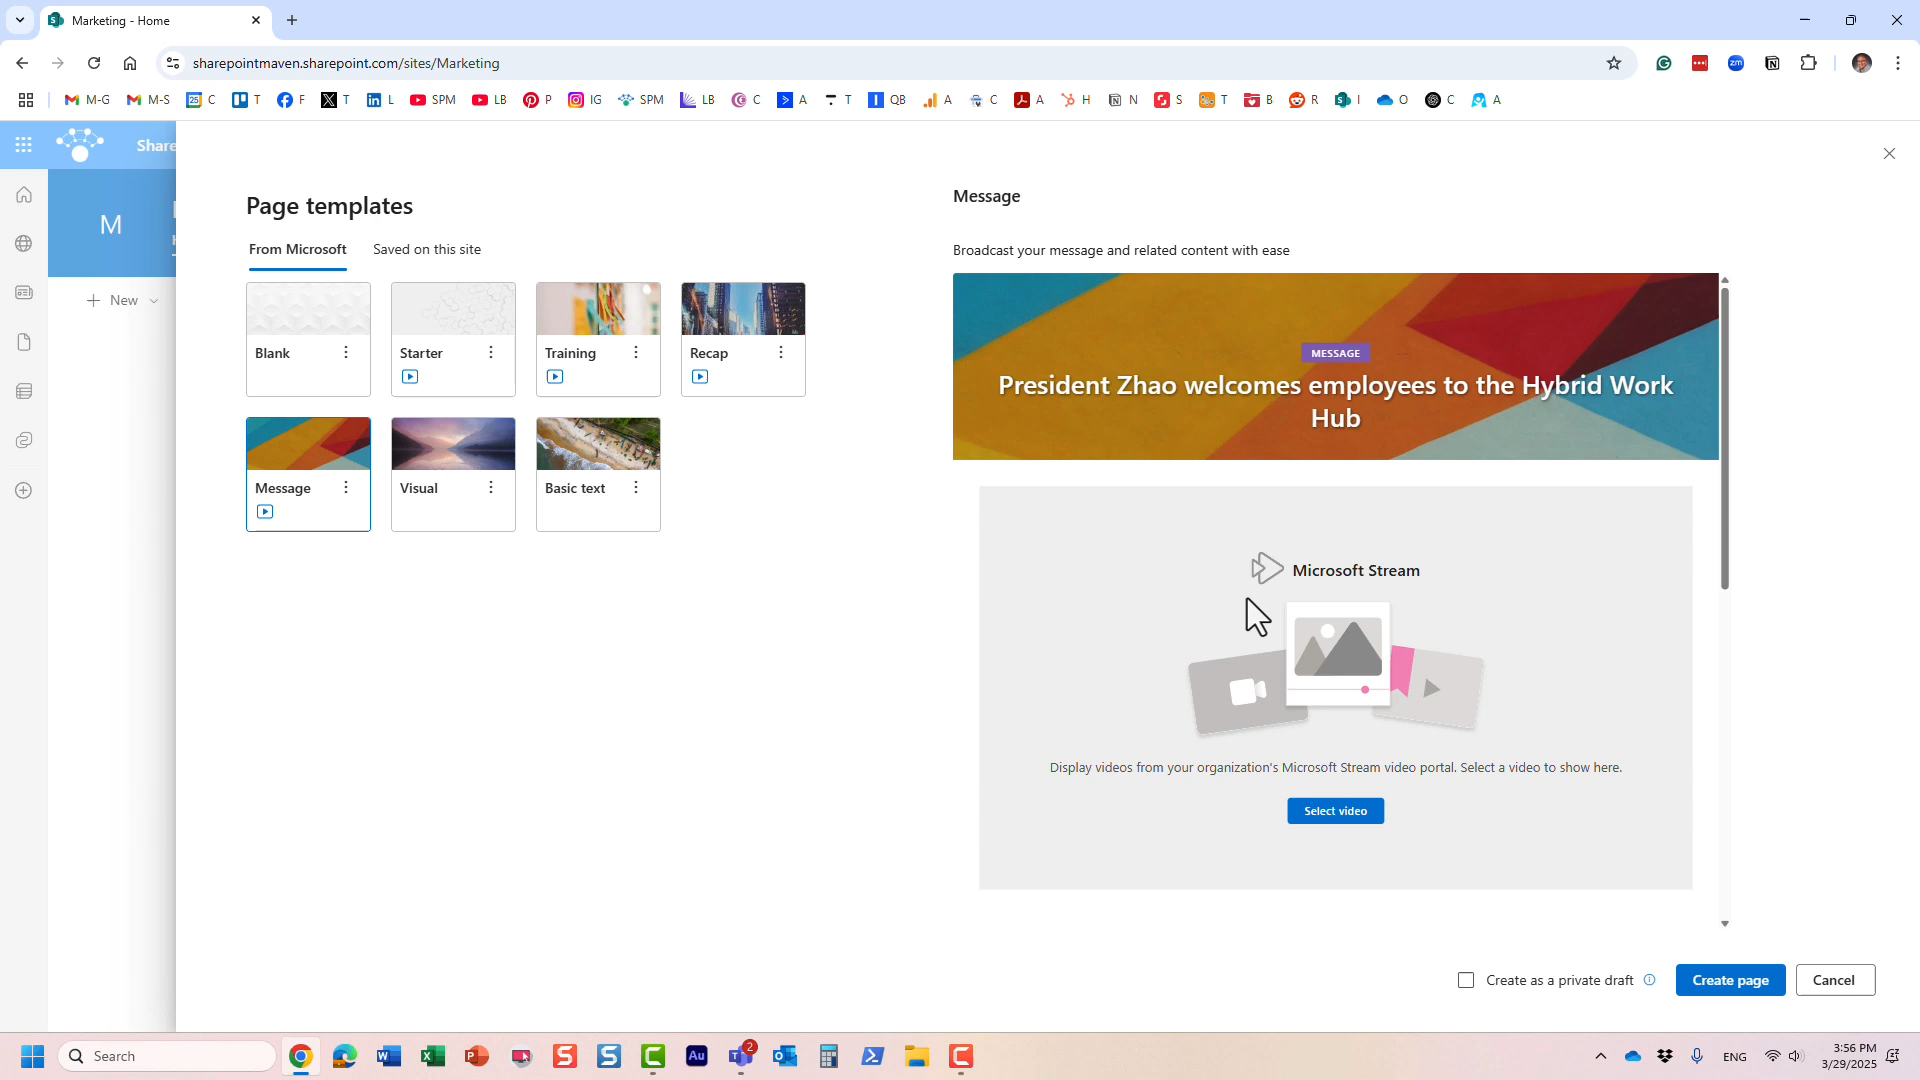 Marketing - Home
sharepointmaven.sharepoint.com/sites/Marketing
M-G M-S C T F T L SPM LB P IG SPM LB C A T QB A C A H N S T B R I O C A
Share
M
New
Page templates
From Microsoft Saved on this site
Blank Starter Training Recap
Message Visual Basic text
Message
Broadcast your message and related content with ease
MESSAGE
President Zhao welcomes employees to the Hybrid Work
Hub
Microsoft Stream
Display videos from your organization's Microsoft Stream video portal. Select a video to show here.
Select video
Create as a private draft
Create page
Cancel
Search
2
ENG
3:56 PM
3/29/2025